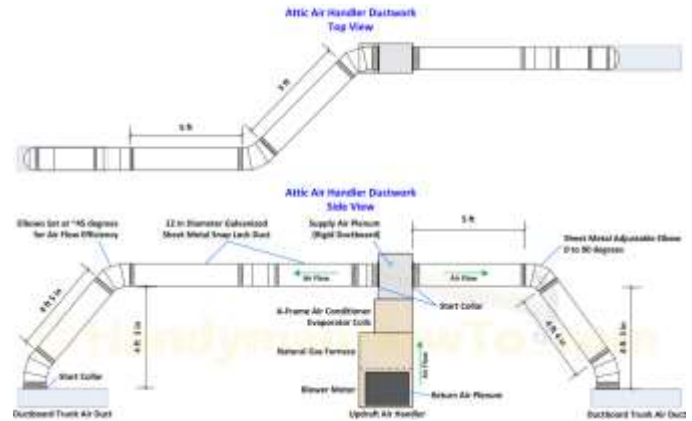 Attic Air Handler Ductwork
Top View
5 ft
5 ft
Attic Air Handler Ductwork
Side View
Elbows Set at ~45 degrees
for Air Flow Efficiency
12 in Diameter Galvanized
Sheet Metal Snap Lock Duct
Supply Air Plenum
(Rigid Ductboard)
5 ft
Sheet Metal Adjustable Elbow
0 to 90 degrees
Air Flow
Air Flow
Start Collar
A-Frame Air Conditioner
Evaporator Coils
Natural Gas Furnace
Air Flow
Blower Motor
Return Air Plenum
Start Collar
Ductboard Trunk Air Duct
Updraft Air Handler
Ductboard Trunk Air Duct